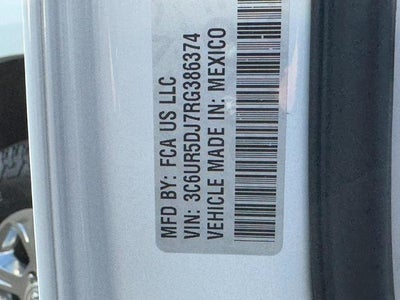 MFD BY: FCA US LLC
VIN: 3C6UR5DJ7RG386374
VEHICLE MADE IN: MEXICO